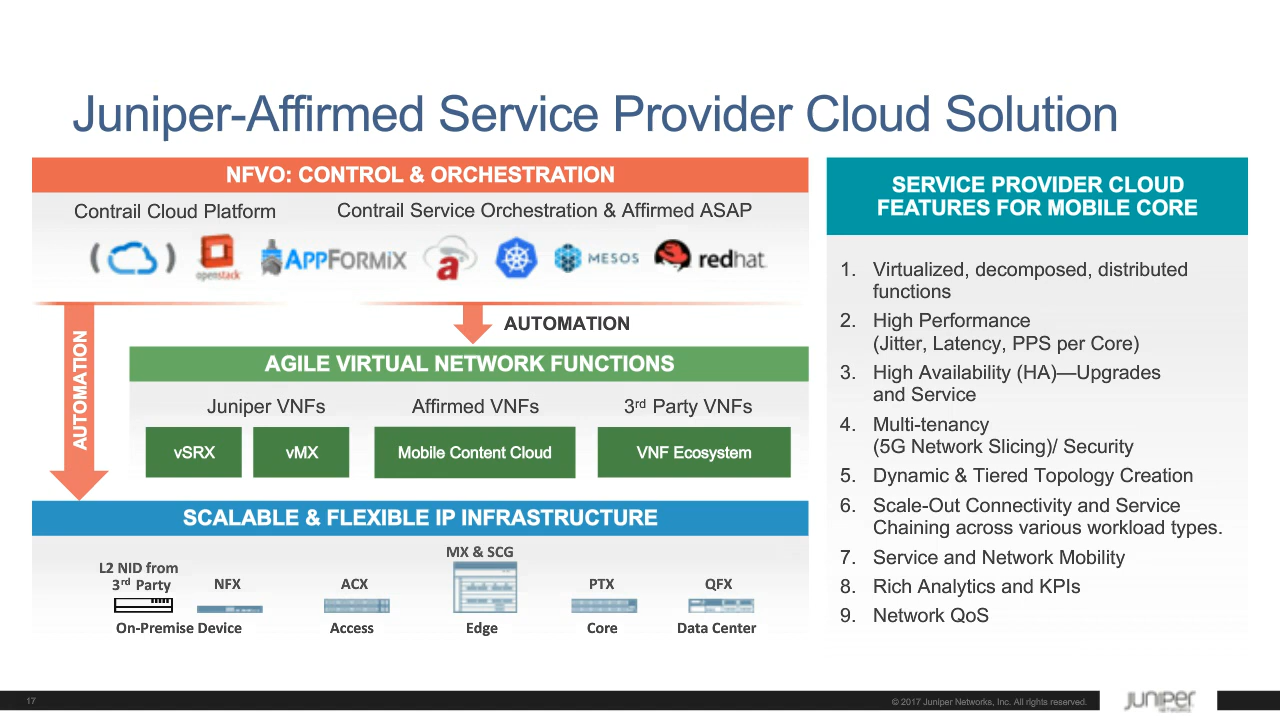 Juniper-Affirmed Service Provider Cloud Solution
NFVO: CONTROL & ORCHESTRATION
Contrail Cloud Platform
Contrail Service Orchestration & Affirmed ASAP
openstack
APPFORMIX
a
MESOS
redhat
AUTOMATION
AUTOMATION
AGILE VIRTUAL NETWORK FUNCTIONS
Juniper VNFs
Affirmed VNFs
3rd Party VNFs
vSRX
vMX
Mobile Content Cloud
VNF Ecosystem
SCALABLE & FLEXIBLE IP INFRASTRUCTURE
L2 NID from
3rd Party
NFX
ACX
MX & SCG
PTX
QFX
On-Premise Device
Access
Edge
Core
Data Center
SERVICE PROVIDER CLOUD
FEATURES FOR MOBILE CORE
1. Virtualized, decomposed, distributed
functions
2. High Performance
(Jitter, Latency, PPS per Core)
3. High Availability (HA)—Upgrades
and Service
4. Multi-tenancy
(5G Network Slicing)/ Security
5. Dynamic & Tiered Topology Creation
6. Scale-Out Connectivity and Service
Chaining across various workload types.
7. Service and Network Mobility
8. Rich Analytics and KPIs
9. Network QoS
17
© 2017 Juniper Networks, Inc. All rights reserved.
JUNIPER
NETWORKS